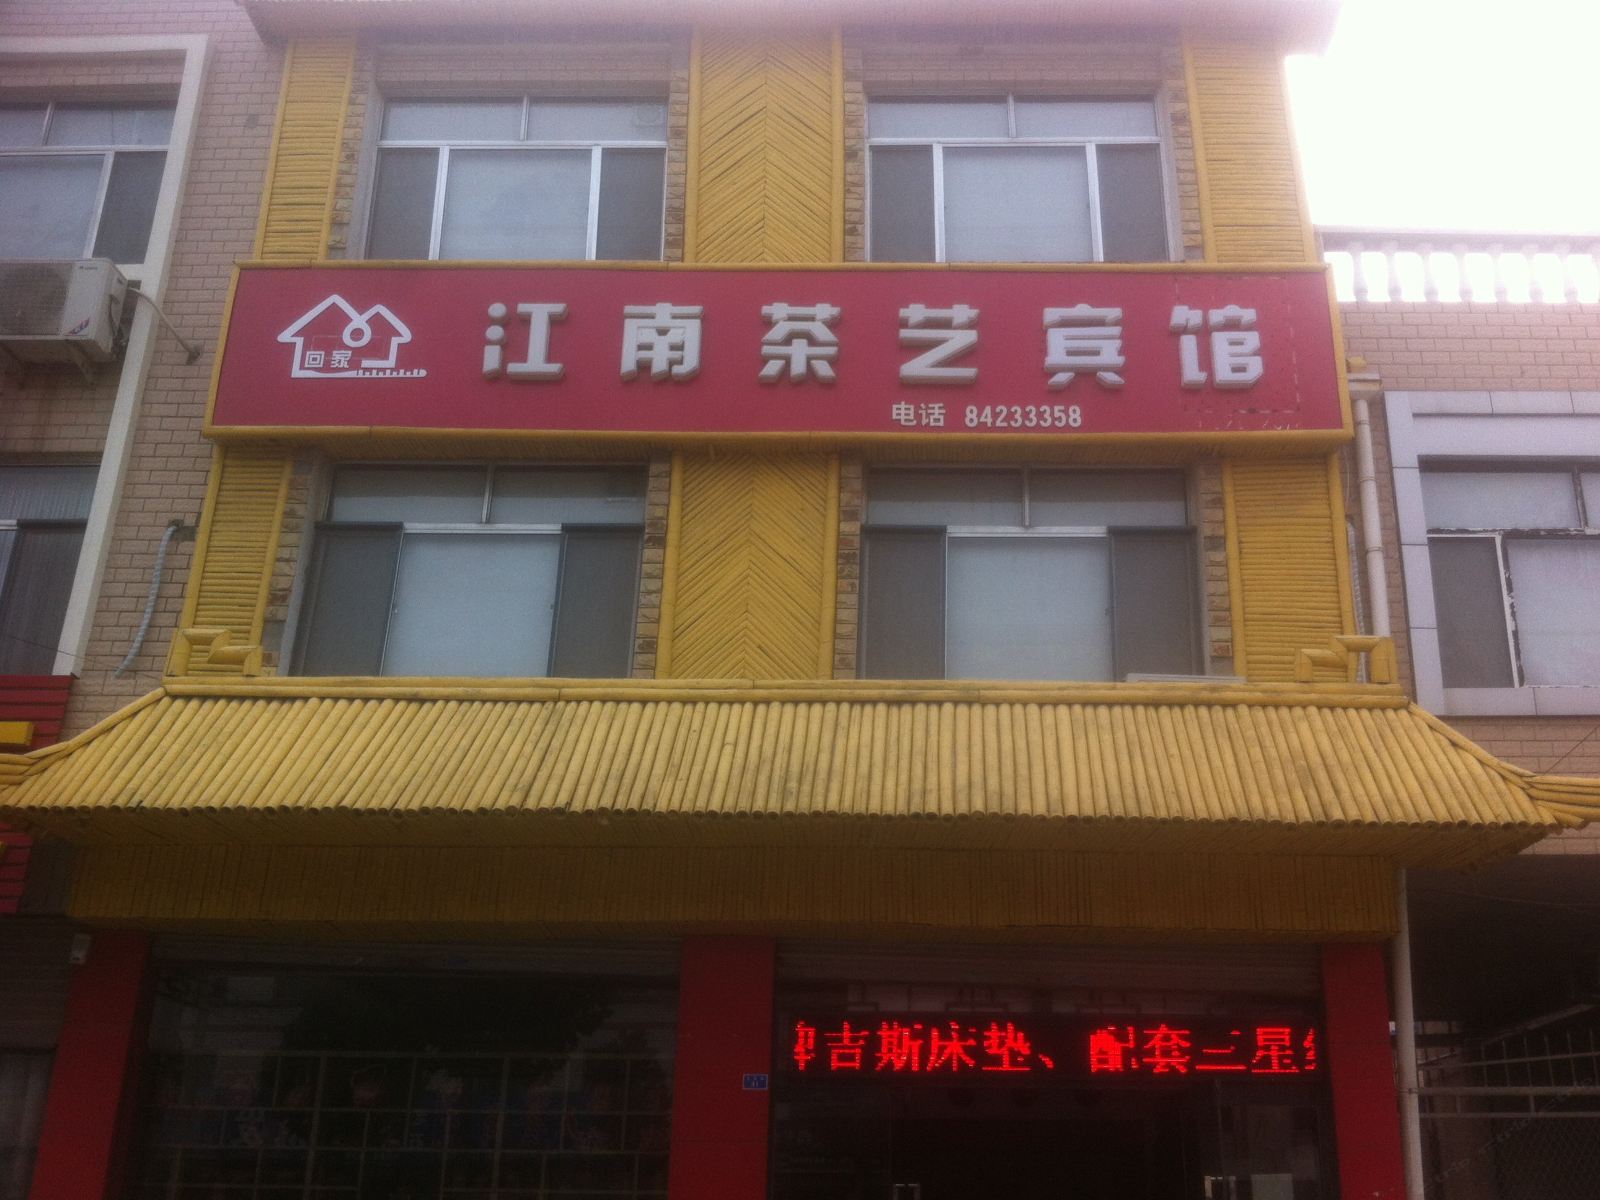 回家
江南茶艺宾馆
电话 84233358
吉斯床垫、配套三星